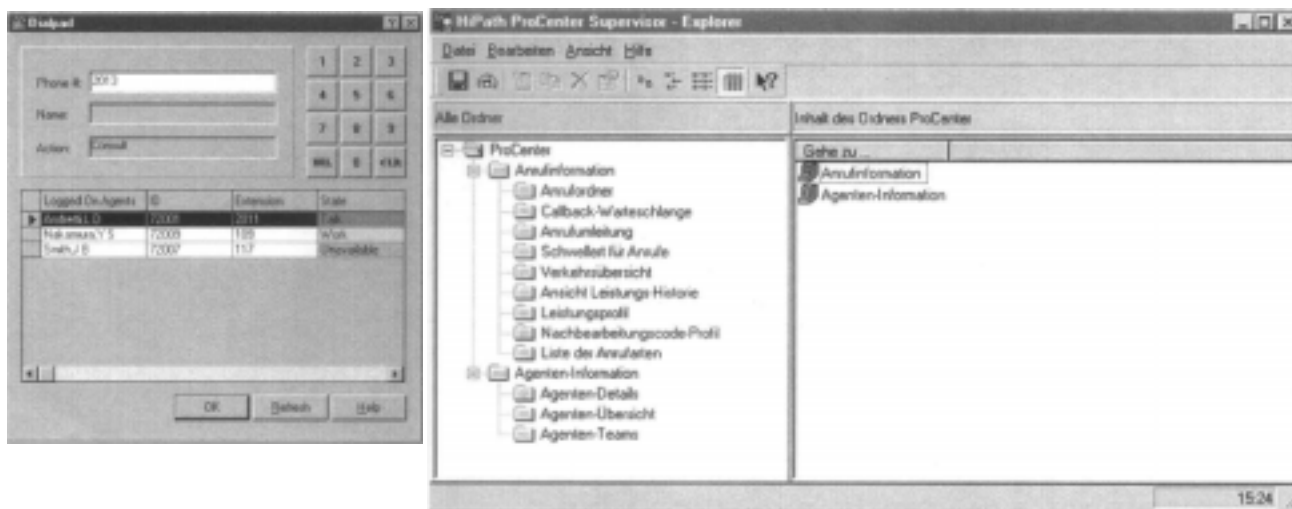 Dialpad
Phone #: 2013
Name:
Action: Consult
1 2 3
4 5 6
7 8 9
DEL 0 CLR
Logged On Agents ID Extension State
72001 2011 Talk
Nakamura,Y S 72009 109 Work
Smith,J B 72007 117 Unavailable
OK Refresh Help
HiPath ProCenter Supervisor - Explorer
Datei Bearbeiten Ansicht Hilfe
Alle Ordner
ProCenter
Anrufinformation
Anrufordner
Callback-Warteschlange
Anrufumleitung
Schwellert für Anrufe
Verkehrsübersicht
Ansicht Leistungs-Historie
Leistungsprofil
Nachbearbeitungscode-Profil
Liste der Anrufarten
Agenten-Information
Agenten-Details
Agenten-Übersicht
Agenten-Teams
Inhalt des Ordners ProCenter
Gehe zu ...
Anrufinformation
Agenten-Information
15:24